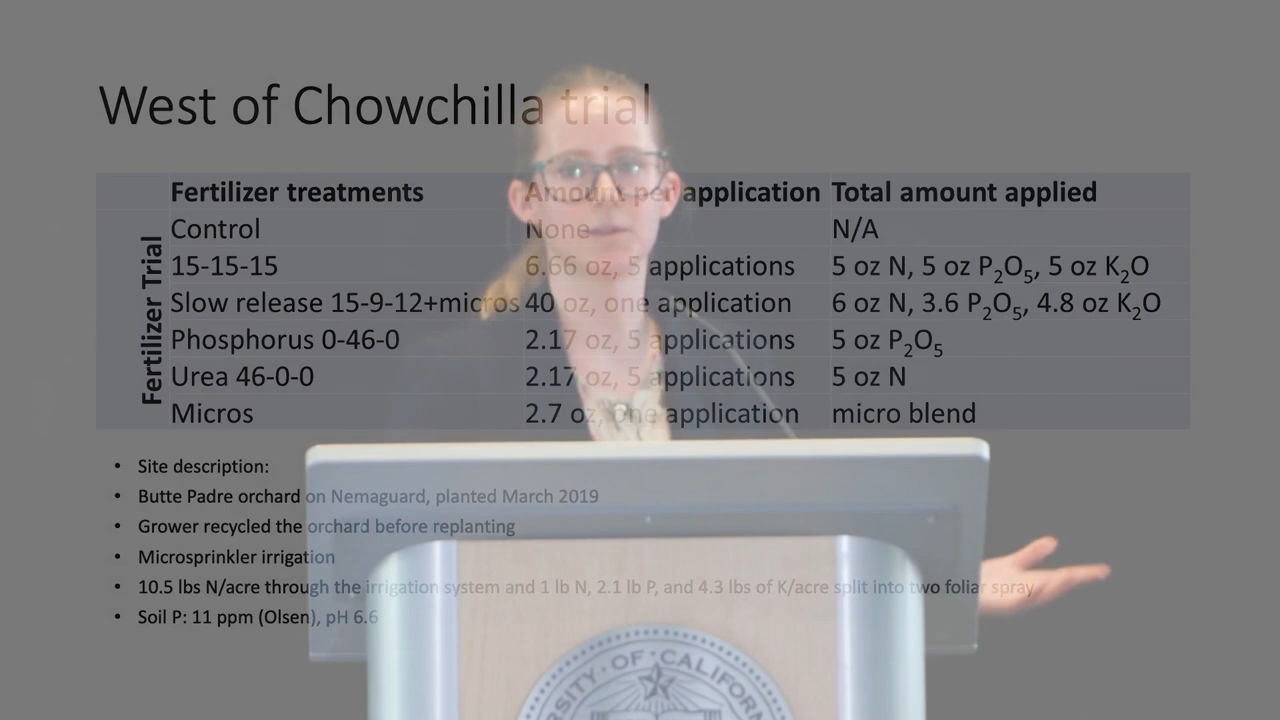 West of Chowchilla trial
Fertilizer treatments Amount per application Total amount applied
Fertilizer Trial
Control None N/A
15-15-15 6.66 oz, 5 applications 5 oz N, 5 oz P₂O₅, 5 oz K₂O
Slow release 15-9-12+micros 40 oz, one application 6 oz N, 3.6 P₂O₅, 4.8 oz K₂O
Phosphorus 0-46-0 2.17 oz, 5 applications 5 oz P₂O₅
Urea 46-0-0 2.17 oz, 5 applications 5 oz N
Micros 2.7 oz, one application micro blend
• Site description:
• Butte Padre orchard on Nemaguard, planted March 2019
• Grower recycled the orchard before replanting
• Microsprinkler irrigation
• 10.5 lbs N/acre through the irrigation system and 1 lb N, 2.1 lb P, and 4.3 lbs of K/acre split into two foliar spray
• Soil P: 11 ppm (Olsen), pH 6.6
RSITY · OF · CALIFORN